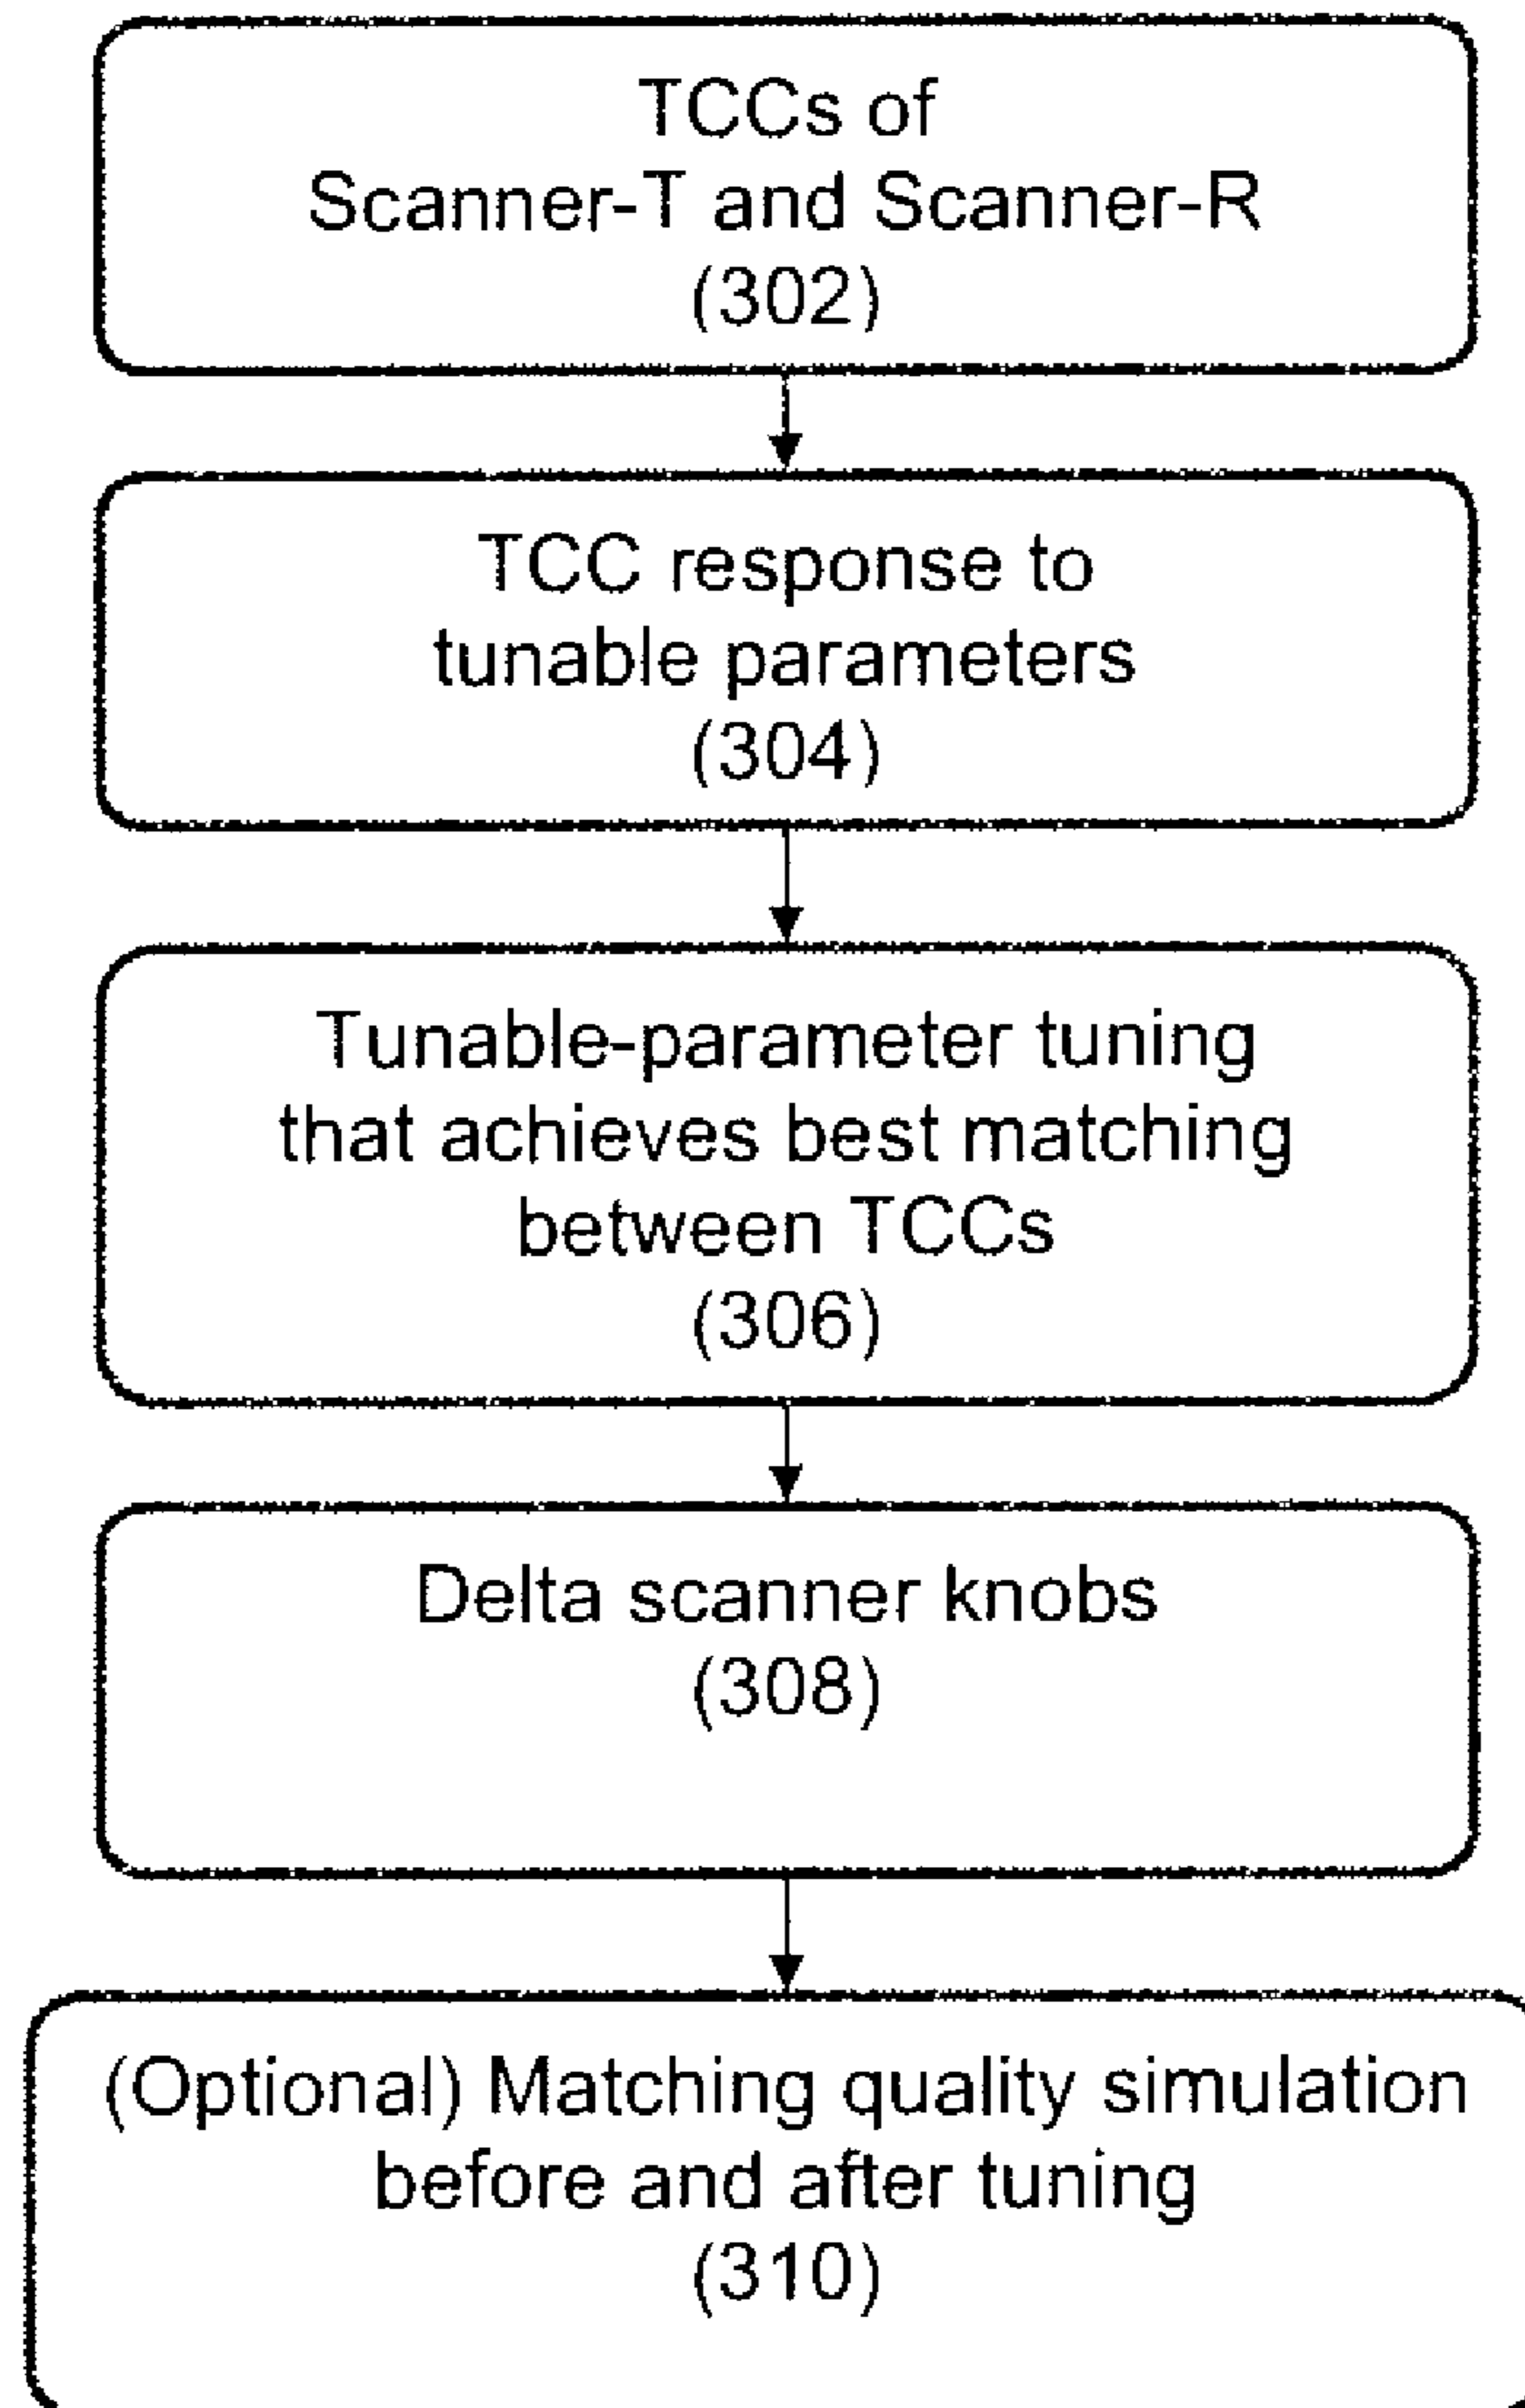 TCCs of
Scanner-T and Scanner-R
(302)
TCC response to
tunable parameters
(304)
Tunable-parameter tuning
that achieves best matching
between TCCs
(306)
Delta scanner knobs
(308)
(Optional) Matching quality simulation
before and after tuning
(310)